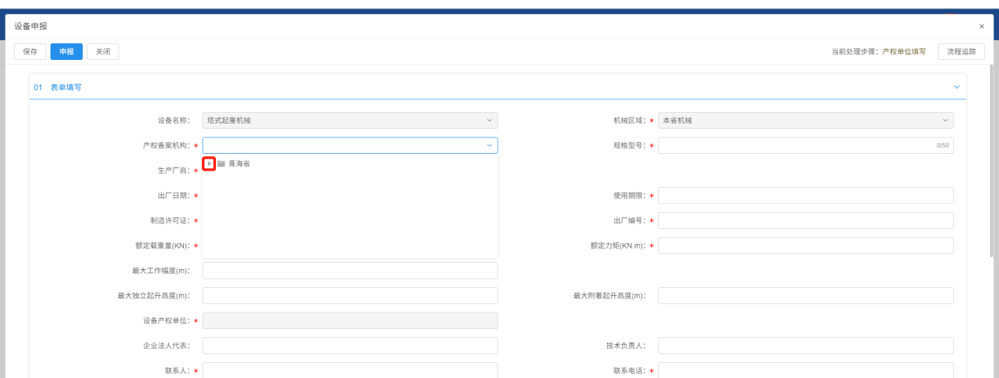 设备申报 ×
保存 申报 关闭 当前处理步骤：产权单位填写 流程追踪
01 表单填写
设备名称： 塔式起重机械 机械区域：* 本省机械
产权备案机构：* 规格型号：* 0/50
生产厂商：* 青海省
出厂日期：* 使用期限：*
制造许可证：* 出厂编号：*
额定载重量(KN)：* 额定力矩(KN.m)：*
最大工作幅度(m)：
最大独立起升高度(m)： 最大附着起升高度(m)：
设备产权单位：*
企业法人代表： 技术负责人：
联系人：* 联系电话：*